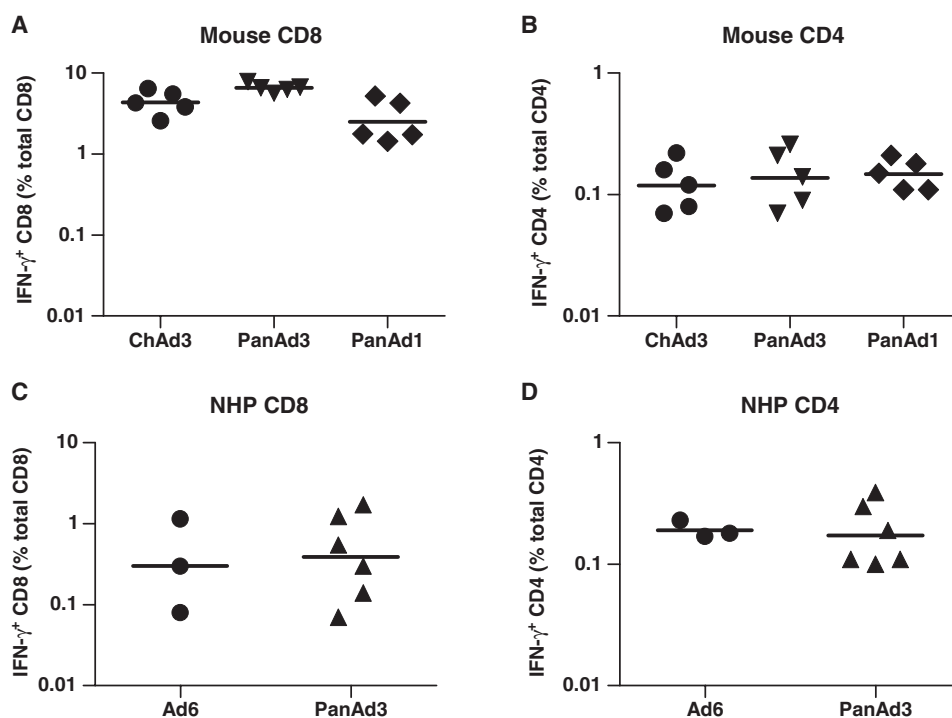 A
Mouse CD8
IFN-γ+ CD8 (% total CD8)
10
1
0.1
0.01
ChAd3 PanAd3 PanAd1
B
Mouse CD4
IFN-γ+ CD4 (% total CD4)
1
0.1
0.01
ChAd3 PanAd3 PanAd1
C
NHP CD8
IFN-γ+ CD8 (% total CD8)
10
1
0.1
0.01
Ad6 PanAd3
D
NHP CD4
IFN-γ+ CD4 (% total CD4)
1
0.1
0.01
Ad6 PanAd3